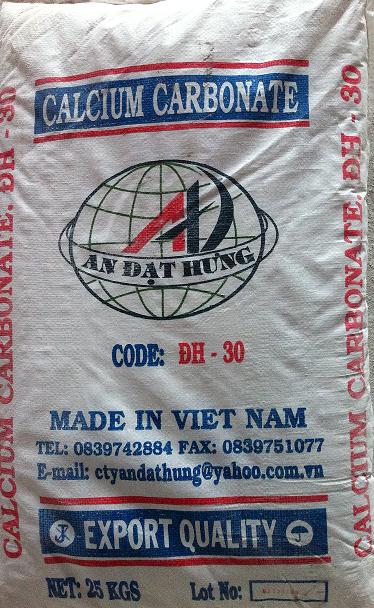 CALCIUM CARBONATE
AN ĐẠT HƯNG
CODE: ĐH - 30
MADE IN VIET NAM
TEL: 0839742884 FAX: 0839751077
E-mail: ctyandathung@yahoo.com.vn
EXPORT QUALITY
NET: 25 KGS Lot No:
CALCIUM CARBONATE. ĐH - 30
CALCIUM CARBONATE. ĐH - 30